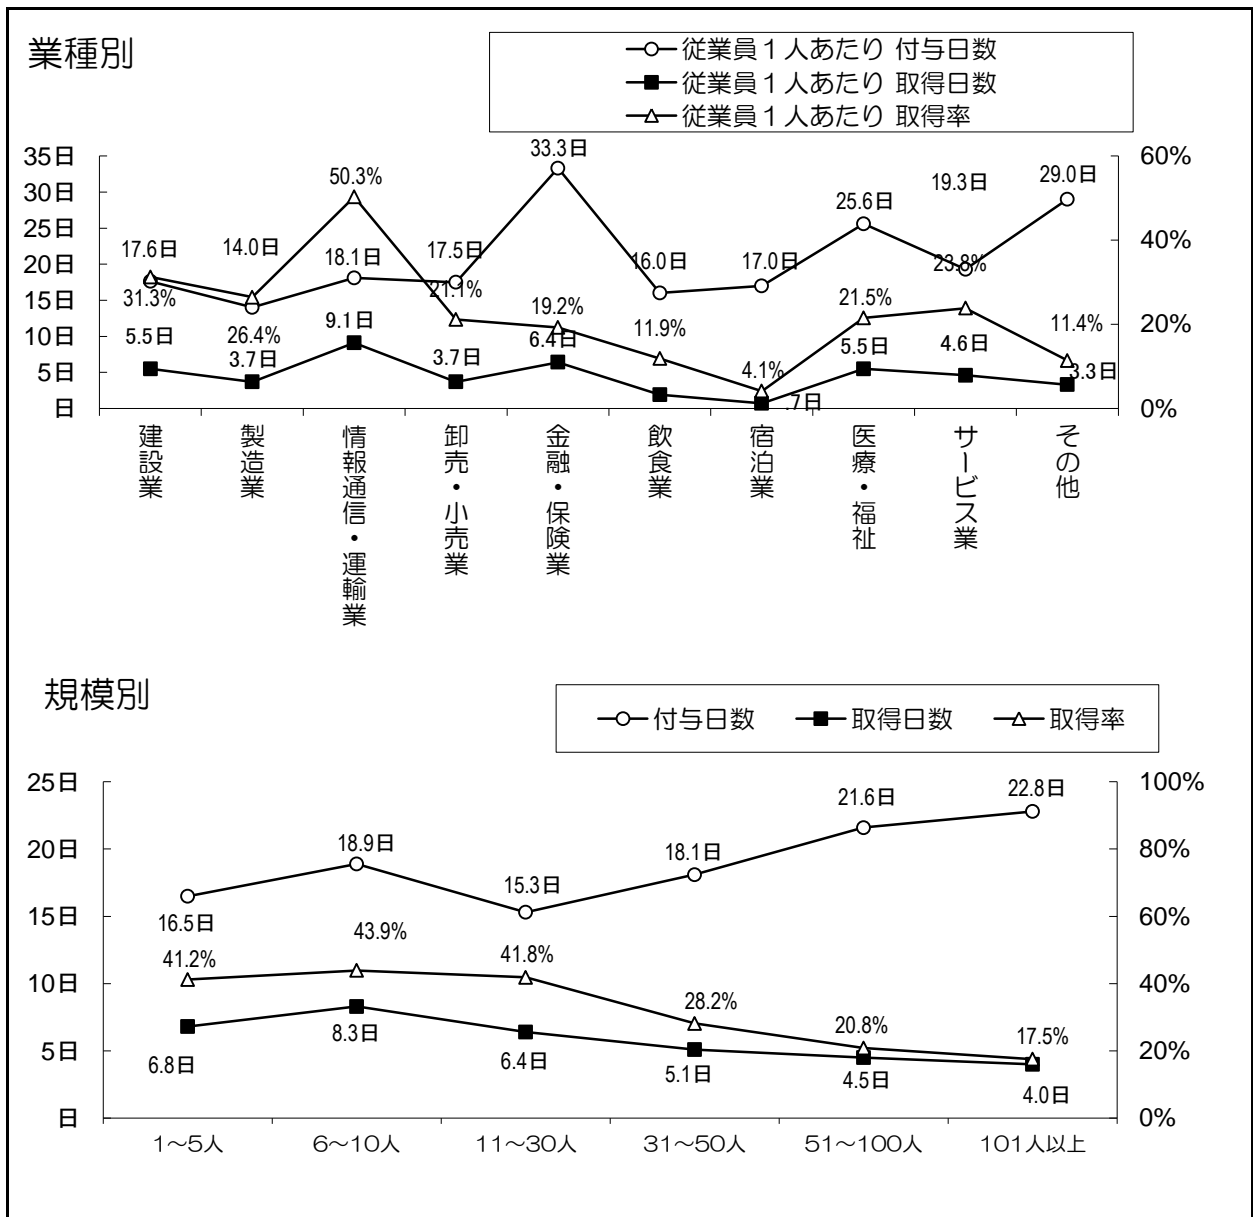 業種別
従業員１人あたり 付与日数
従業員１人あたり 取得日数
従業員１人あたり 取得率
35日
30日
25日
20日
15日
10日
5日
日
60%
40%
20%
0%
17.6日
14.0日
18.1日
17.5日
33.3日
16.0日
17.0日
25.6日
19.3日
29.0日
31.3%
26.4%
50.3%
21.1%
19.2%
11.9%
4.1%
21.5%
23.8%
11.4%
5.5日
3.7日
9.1日
3.7日
6.4日
.7日
5.5日
4.6日
3.3日
建設業
製造業
情報通信・運輸業
卸売・小売業
金融・保険業
飲食業
宿泊業
医療・福祉
サービス業
その他
規模別
付与日数
取得日数
取得率
25日
20日
15日
10日
5日
日
100%
80%
60%
40%
20%
0%
16.5日
18.9日
15.3日
18.1日
21.6日
22.8日
41.2%
43.9%
41.8%
28.2%
20.8%
17.5%
6.8日
8.3日
6.4日
5.1日
4.5日
4.0日
1～5人
6～10人
11～30人
31～50人
51～100人
101人以上